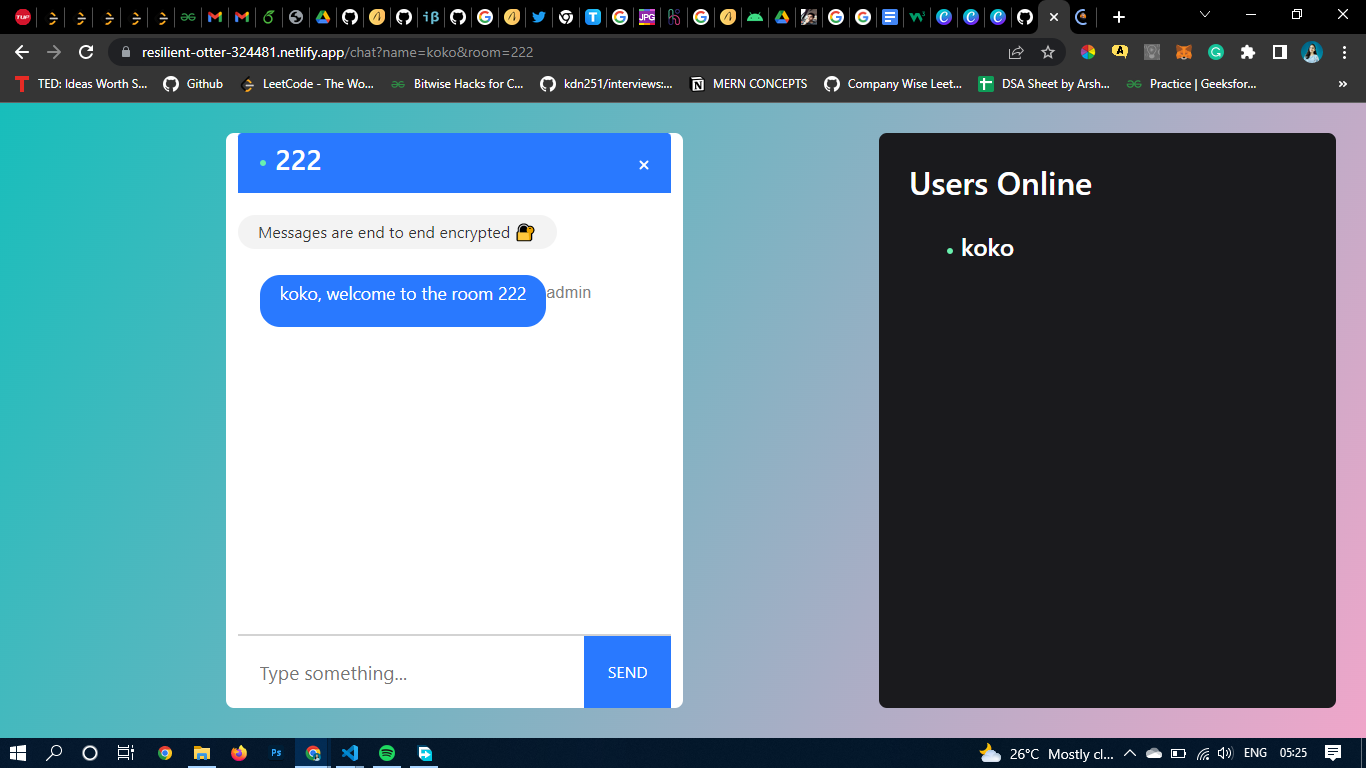 resilient-otter-324481.netlify.app/chat?name=koko&room=222
TED: Ideas Worth S... Github LeetCode - The Wo... Bitwise Hacks for C... kdn251/interviews:... MERN CONCEPTS Company Wise Leet... DSA Sheet by Arsh... Practice | Geeksfor... »
222 ×
Messages are end to end encrypted
koko, welcome to the room 222 admin
Type something... SEND
Users Online
koko
26°C Mostly cl... ENG 05:25